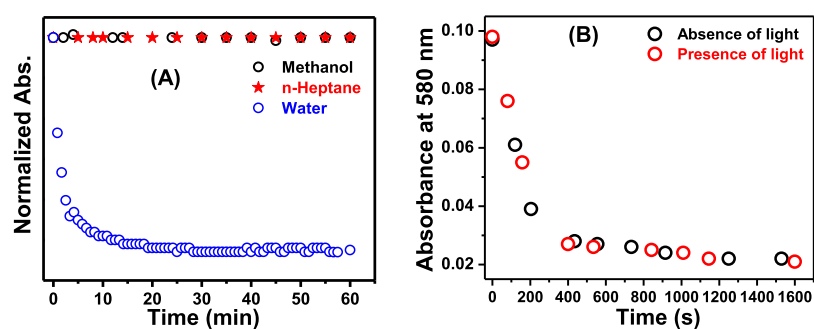 Normalized Abs.
(A)
Methanol
n-Heptane
Water
0 10 20 30 40 50 60
Time (min)
Absorbance at 580 nm
0.10
0.08
0.06
0.04
0.02
(B)
Absence of light
Presence of light
0 200 400 600 800 1000 1200 1400 1600
Time (s)